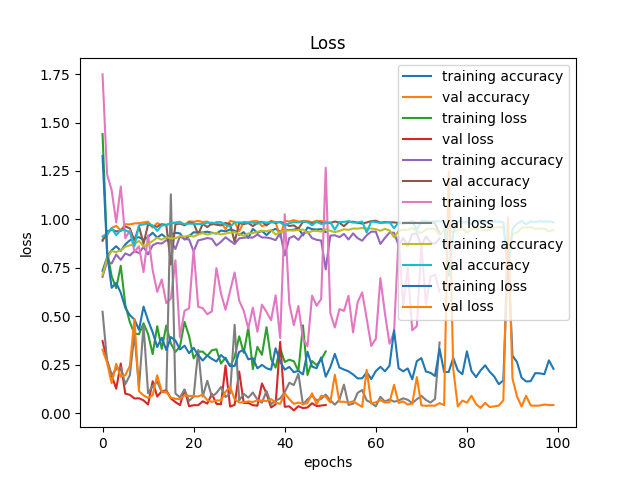 Loss
1.75
1.50
1.25
1.00
0.75
0.50
0.25
0.00
loss
0
20
40
60
80
100
epochs
training accuracy
val accuracy
training loss
val loss
training accuracy
val accuracy
training loss
val loss
training accuracy
val accuracy
training loss
val loss